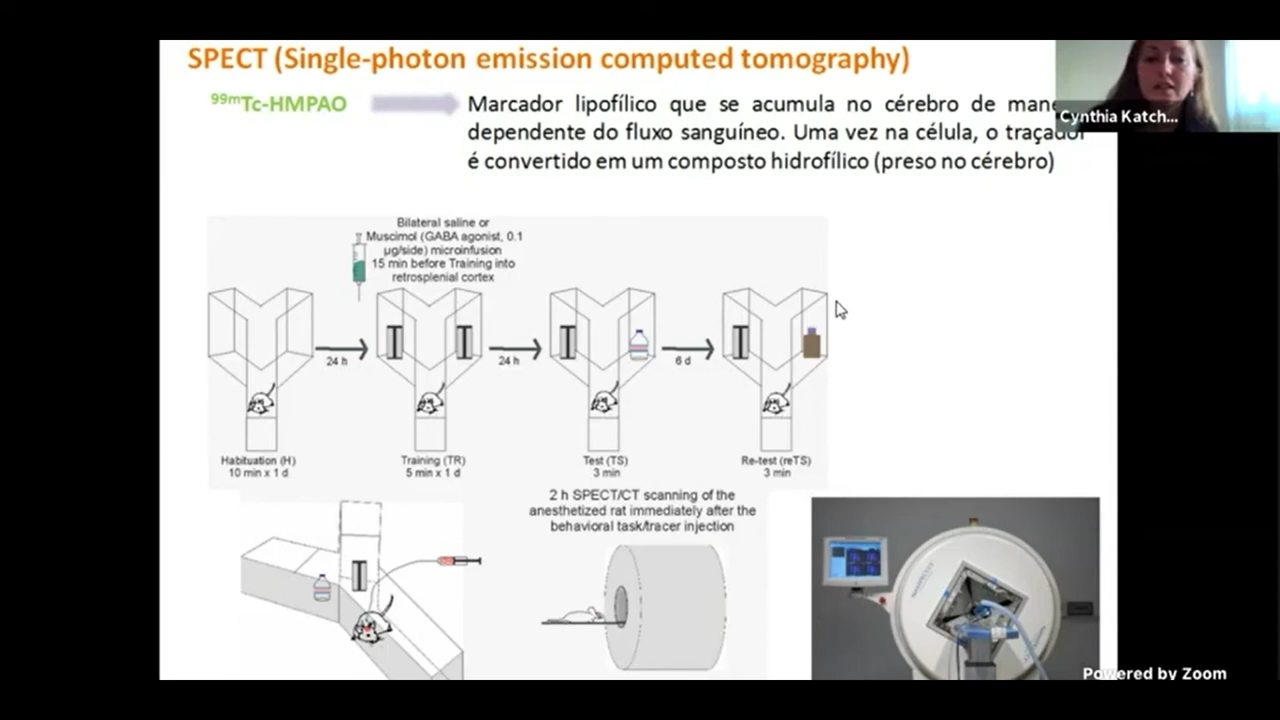 SPECT (Single-photon emission computed tomography)
99mTc-HMPAO
Marcador lipofílico que se acumula no cérebro de mane
dependente do fluxo sanguíneo. Uma vez na célula, o traçador
é convertido em um composto hidrofílico (preso no cérebro)
Cynthia Katch...
Bilateral saline or
Muscimol (GABA agonist, 0.1
µg/side) microinfusion
15 min before Training into
retrosplenial cortex
24 h
24 h
6 d
Habituation (H)
10 min x 1 d
Training (TR)
5 min x 1 d
Test (TS)
3 min
Re-test (reTS)
3 min
2 h SPECT/CT scanning of the
anesthetized rat immediately after the
behavioral task/tracer injection
Powered by Zoom